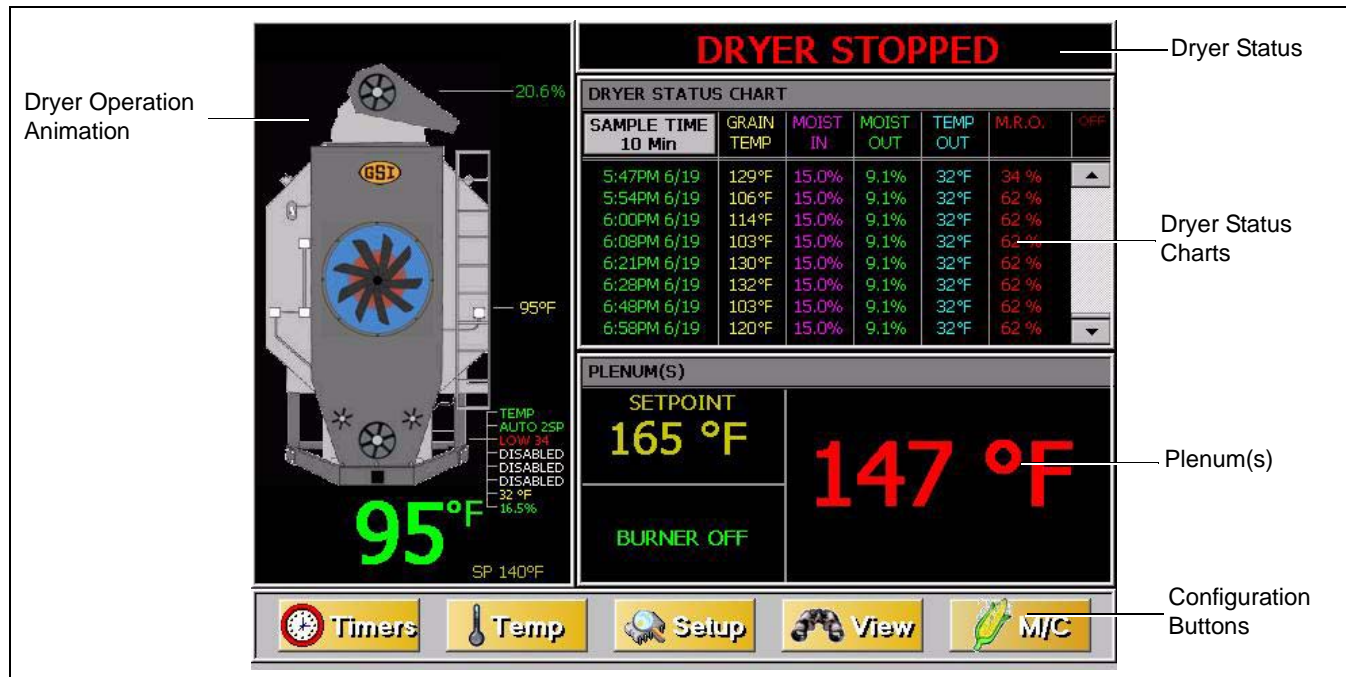 Dryer Operation
Animation
20.6%
GSI
95°F
TEMP
AUTO 2SP
LOW 34
DISABLED
DISABLED
DISABLED
32 °F
16.5%
95°F
SP 140°F
DRYER STOPPED
DRYER STATUS CHART
SAMPLE TIME 10 Min GRAIN TEMP MOIST IN MOIST OUT TEMP OUT M.R.O. OFF
5:47PM 6/19 129°F 15.0% 9.1% 32°F 34 %
5:54PM 6/19 106°F 15.0% 9.1% 32°F 62 %
6:00PM 6/19 114°F 15.0% 9.1% 32°F 62 %
6:08PM 6/19 103°F 15.0% 9.1% 32°F 62 %
6:21PM 6/19 130°F 15.0% 9.1% 32°F 62 %
6:28PM 6/19 132°F 15.0% 9.1% 32°F 62 %
6:48PM 6/19 103°F 15.0% 9.1% 32°F 62 %
6:58PM 6/19 120°F 15.0% 9.1% 32°F 62 %
PLENUM(S)
SETPOINT
165 °F
147 °F
BURNER OFF
Timers Temp Setup View M/C
Dryer Status
Dryer Status
Charts
Plenum(s)
Configuration
Buttons